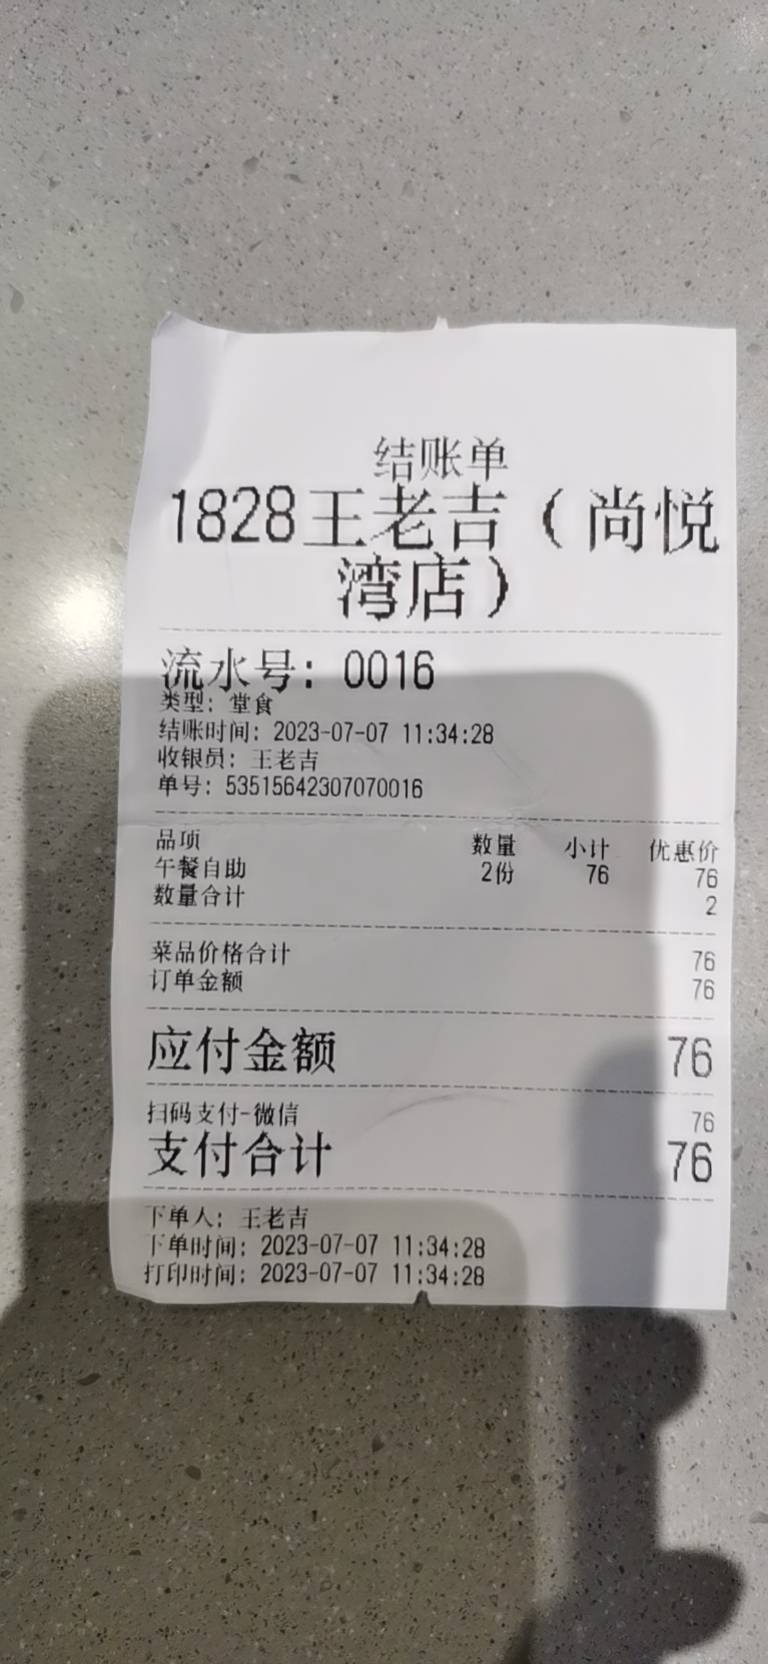 结账单
1828王老吉（尚悦
湾店）
流水号: 0016
类型: 堂食
结账时间: 2023-07-07 11:34:28
收银员: 王老吉
单号: 53515642307070016
品项 数量 小计 优惠价
午餐自助 2份 76 76
数量合计 2
菜品价格合计 76
订单金额 76
应付金额 76
扫码支付-微信 76
支付合计 76
下单人: 王老吉
下单时间: 2023-07-07 11:34:28
打印时间: 2023-07-07 11:34:28